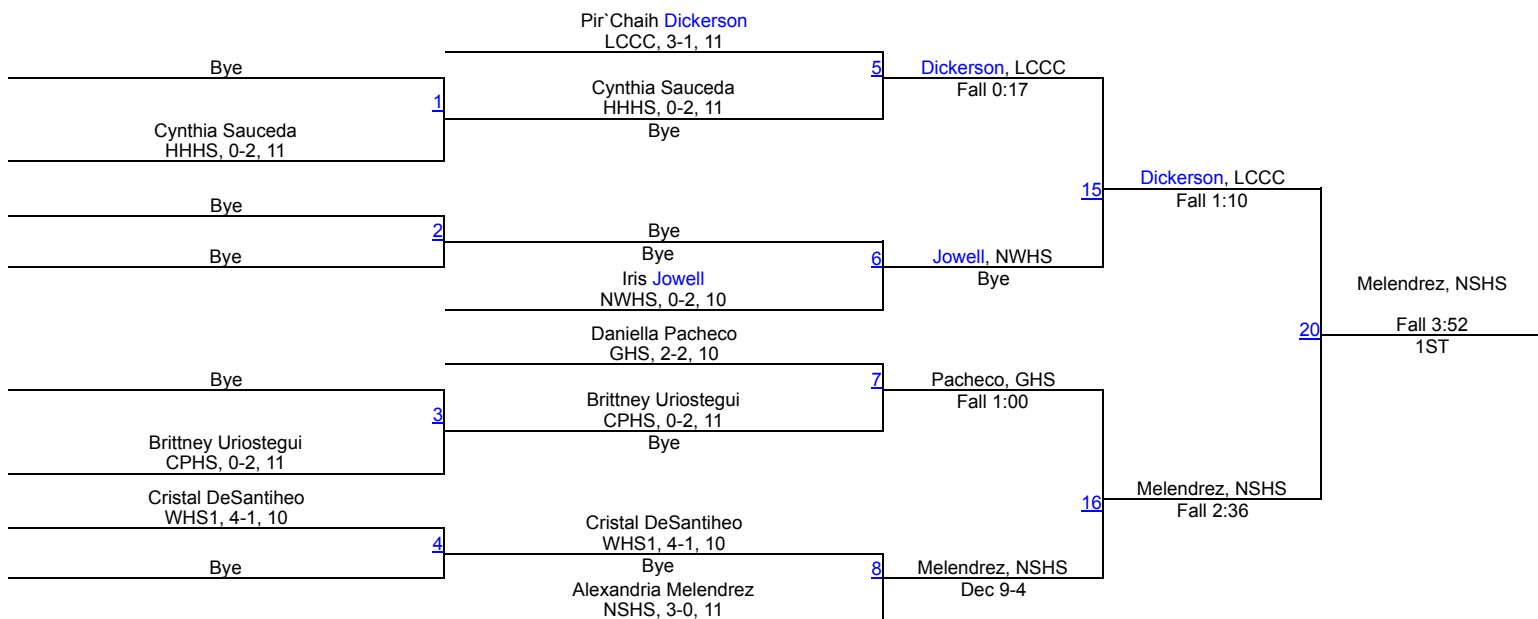 Pir`Chaih Dickerson
LCCC, 3-1, 11
Bye
5
Dickerson, LCCC
Fall 0:17
1
Cynthia Sauceda
HHHS, 0-2, 11
Bye
Cynthia Sauceda
HHHS, 0-2, 11
15
Dickerson, LCCC
Fall 1:10
Bye
2
Bye
Bye
Bye
6
Jowell, NWHS
Bye
Iris Jowell
NWHS, 0-2, 10
Melendrez, NSHS
20
Fall 3:52
1ST
Daniella Pacheco
GHS, 2-2, 10
Bye
7
Pacheco, GHS
Fall 1:00
3
Brittney Uriostegui
CPHS, 0-2, 11
Bye
Brittney Uriostegui
CPHS, 0-2, 11
16
Melendrez, NSHS
Fall 2:36
Cristal DeSantiheo
WHS1, 4-1, 10
4
Cristal DeSantiheo
WHS1, 4-1, 10
Bye
Bye
8
Melendrez, NSHS
Dec 9-4
Alexandria Melendrez
NSHS, 3-0, 11